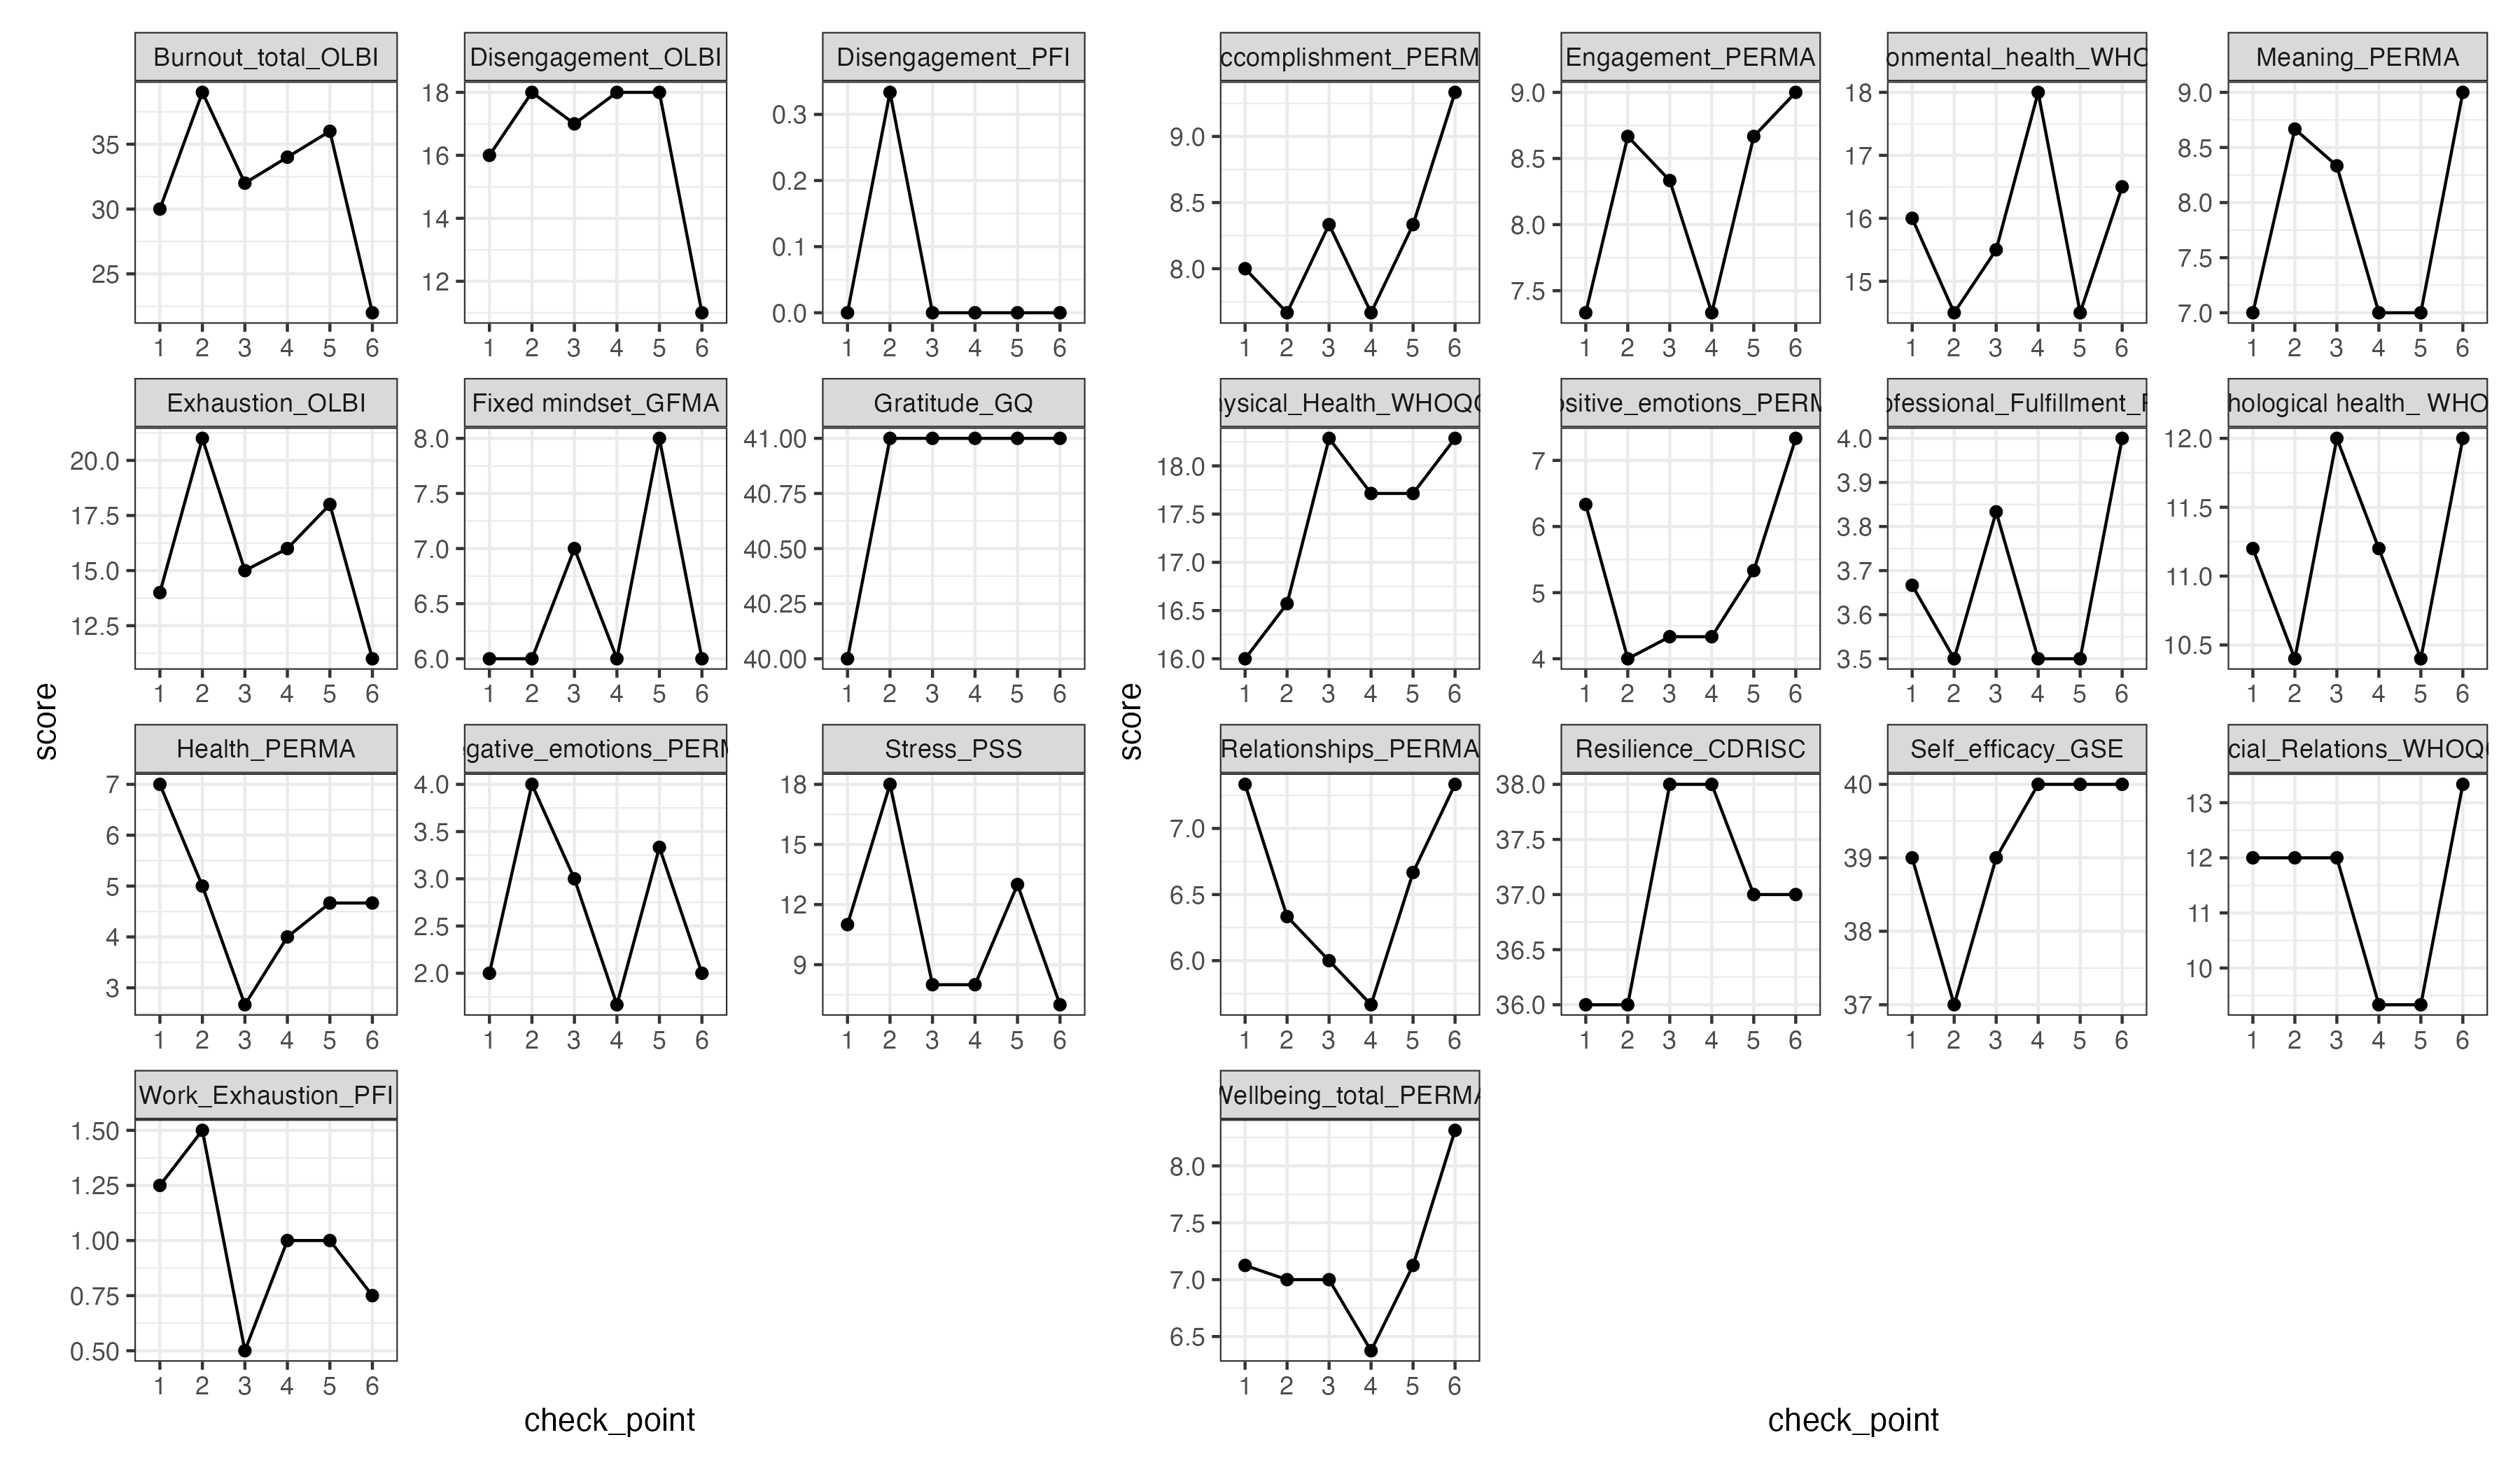 Burnout_total_OLBI
35
30
25
1 2 3 4 5 6
Disengagement_OLBI
18
16
14
12
1 2 3 4 5 6
Disengagement_PFI
0.3
0.2
0.1
0.0
1 2 3 4 5 6
Exhaustion_OLBI
20.0
17.5
15.0
12.5
1 2 3 4 5 6
Fixed mindset_GFMA
8.0
7.5
7.0
6.5
6.0
1 2 3 4 5 6
Gratitude_GQ
41.00
40.75
40.50
40.25
40.00
1 2 3 4 5 6
score
Health_PERMA
7
6
5
4
3
1 2 3 4 5 6
gative_emotions_PERM
4.0
3.5
3.0
2.5
2.0
1 2 3 4 5 6
Stress_PSS
18
15
12
9
1 2 3 4 5 6
Work_Exhaustion_PFI
1.50
1.25
1.00
0.75
0.50
1 2 3 4 5 6
check_point
ccomplishment_PERM
9.0
8.5
8.0
1 2 3 4 5 6
Engagement_PERMA
9.0
8.5
8.0
7.5
1 2 3 4 5 6
onmental_health_WHO
18
17
16
15
1 2 3 4 5 6
Meaning_PERMA
9.0
8.5
8.0
7.5
7.0
1 2 3 4 5 6
ysical_Health_WHOQO
18.0
17.5
17.0
16.5
16.0
1 2 3 4 5 6
ositive_emotions_PERM
7
6
5
4
1 2 3 4 5 6
ofessional_Fulfillment_P
4.0
3.9
3.8
3.7
3.6
3.5
1 2 3 4 5 6
hological health_ WHO
12.0
11.5
11.0
10.5
1 2 3 4 5 6
score
Relationships_PERMA
7.0
6.5
6.0
1 2 3 4 5 6
Resilience_CDRISC
38.0
37.5
37.0
36.5
36.0
1 2 3 4 5 6
Self_efficacy_GSE
40
39
38
37
1 2 3 4 5 6
cial_Relations_WHOQO
13
12
11
10
1 2 3 4 5 6
Wellbeing_total_PERMA
8.0
7.5
7.0
6.5
1 2 3 4 5 6
check_point